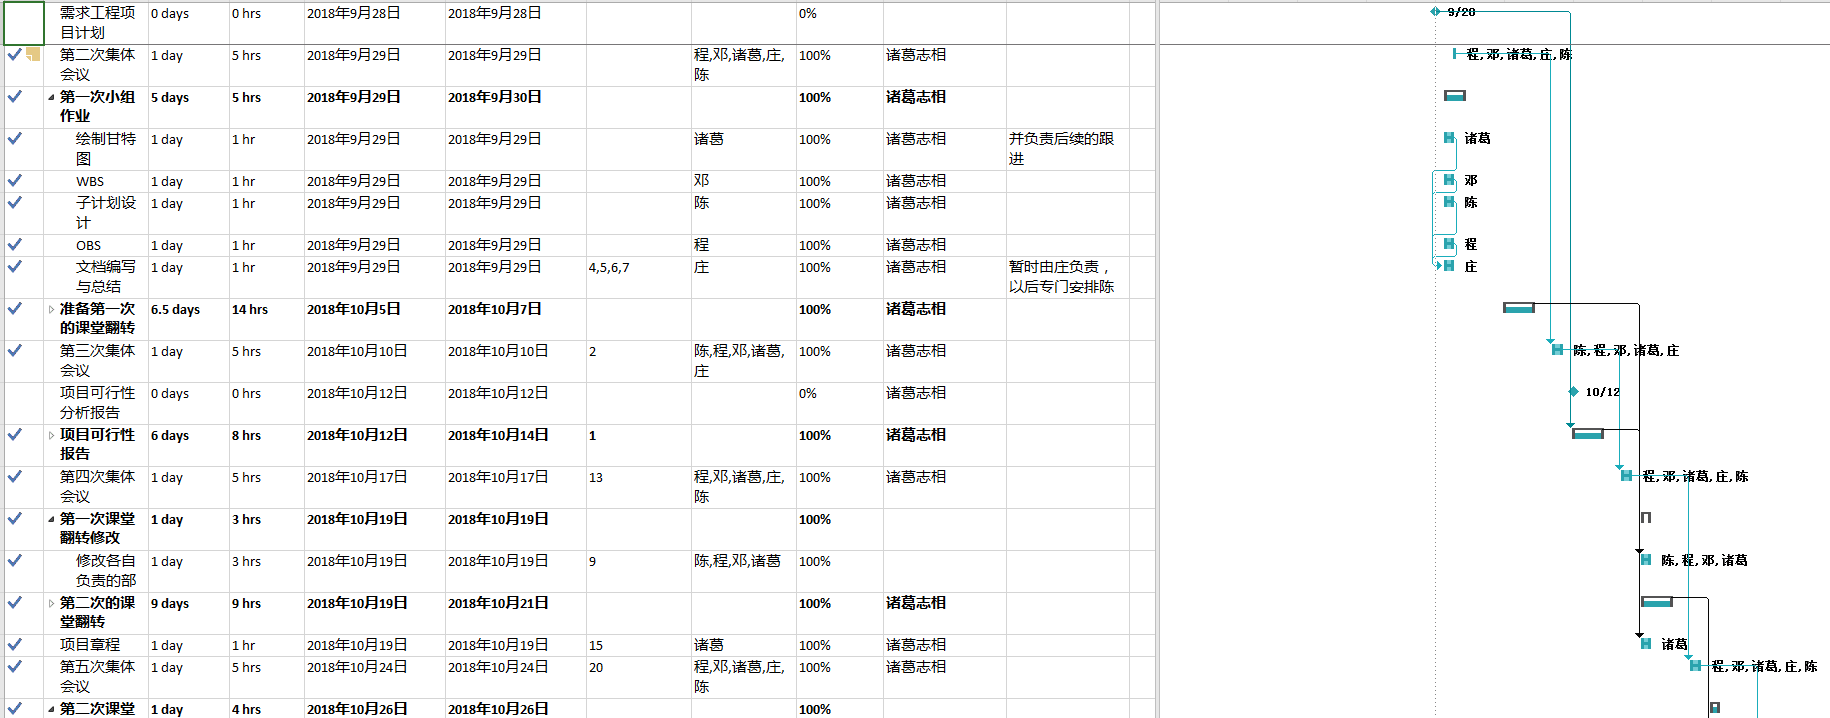 需求工程项目计划 0 days 0 hrs 2018年9月28日 2018年9月28日 0%
第二次集体会议 1 day 5 hrs 2018年9月29日 2018年9月29日 程,邓,诸葛,庄,陈 100% 诸葛志相
第一次小组作业 5 days 5 hrs 2018年9月29日 2018年9月30日 100% 诸葛志相
绘制甘特图 1 day 1 hr 2018年9月29日 2018年9月29日 诸葛 100% 诸葛志相 并负责后续的跟进
WBS 1 day 1 hr 2018年9月29日 2018年9月29日 邓 100% 诸葛志相
子计划设计 1 day 1 hr 2018年9月29日 2018年9月29日 陈 100% 诸葛志相
OBS 1 day 1 hr 2018年9月29日 2018年9月29日 程 100% 诸葛志相
文档编写与总结 1 day 1 hr 2018年9月29日 2018年9月29日 4,5,6,7 庄 100% 诸葛志相 暂时由庄负责，以后专门安排陈
准备第一次的课堂翻转 6.5 days 14 hrs 2018年10月5日 2018年10月7日 100% 诸葛志相
第三次集体会议 1 day 5 hrs 2018年10月10日 2018年10月10日 2 陈,程,邓,诸葛,庄 100% 诸葛志相
项目可行性分析报告 0 days 0 hrs 2018年10月12日 2018年10月12日 0%
项目可行性报告 6 days 8 hrs 2018年10月12日 2018年10月14日 1 100% 诸葛志相
第四次集体会议 1 day 5 hrs 2018年10月17日 2018年10月17日 13 程,邓,诸葛,庄,陈 100% 诸葛志相
第一次课堂翻转修改 1 day 3 hrs 2018年10月19日 2018年10月19日 100%
修改各自负责的部 1 day 3 hrs 2018年10月19日 2018年10月19日 9 陈,程,邓,诸葛 100%
第二次的课堂翻转 9 days 9 hrs 2018年10月19日 2018年10月21日 100% 诸葛志相
项目章程 1 day 1 hr 2018年10月19日 2018年10月19日 15 诸葛 100% 诸葛志相
第五次集体会议 1 day 5 hrs 2018年10月24日 2018年10月24日 20 程,邓,诸葛,庄,陈 100% 诸葛志相
第二次课堂 1 day 4 hrs 2018年10月26日 2018年10月26日 100%
程,邓,诸葛,庄,陈
诸葛
邓
陈
程
庄
陈,程,邓,诸葛,庄
10/12
程,邓,诸葛,庄,陈
陈,程,邓,诸葛
诸葛
程,邓,诸葛,庄,陈